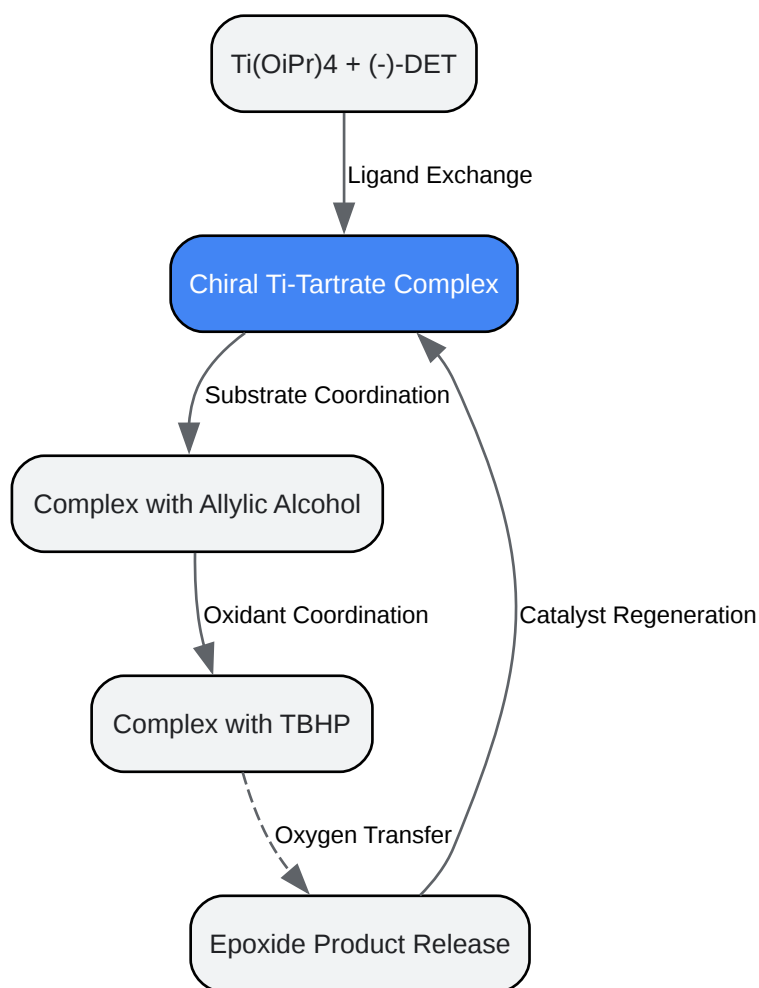 Ti(OiPr)4 + (-)-DET
Ligand Exchange
Chiral Ti-Tartrate Complex
Substrate Coordination
Complex with Allylic Alcohol
Oxidant Coordination
Catalyst Regeneration
Complex with TBHP
Oxygen Transfer
Epoxide Product Release